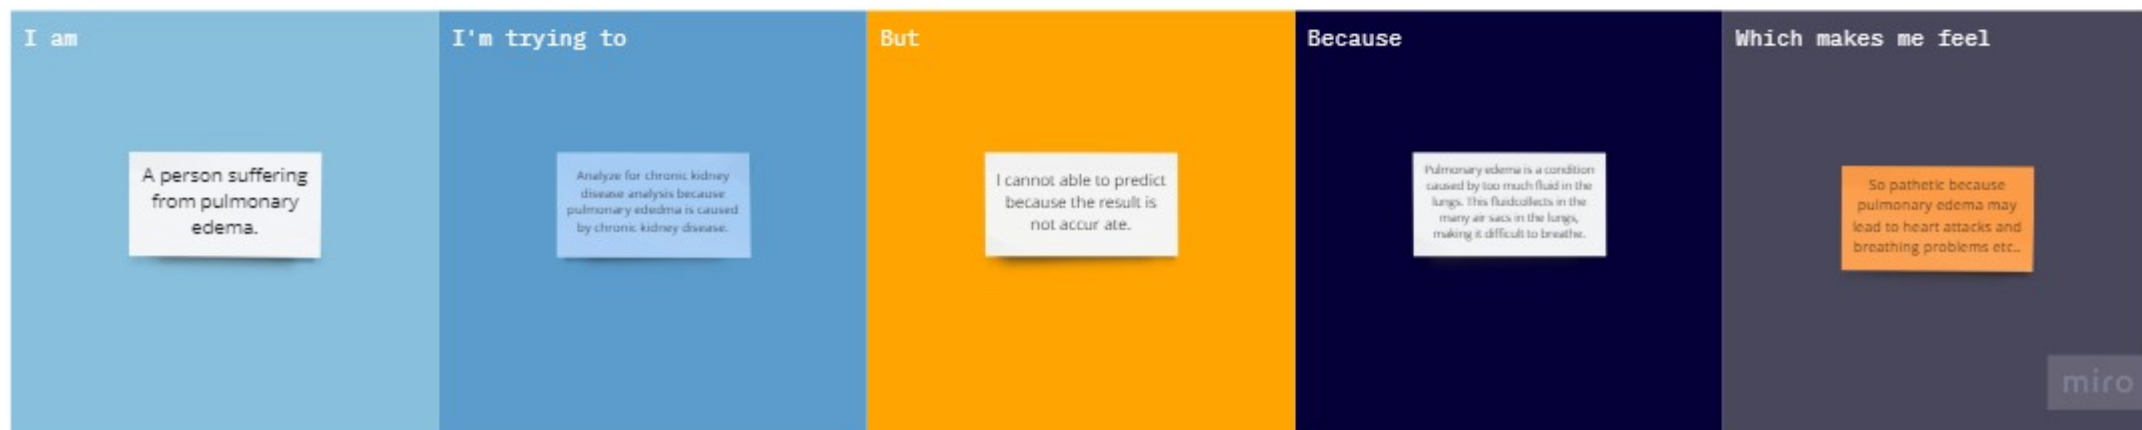 I am
A person suffering
from pulmonary
edema.
I'm trying to
Analyze for chronic kidney
disease analysis because
pulmonary ededma is caused
by chronic kidney disease.
But
I cannot able to predict
because the result is
not accur ate.
Because
Pulmonary edema is a condition
caused by too much fluid in the
lungs. This fluidcollects in the
many air sacs in the lungs,
making it difficult to breathe.
Which makes me feel
So pathetic because
pulmonary edema may
lead to heart attacks and
breathing problems etc..
miro